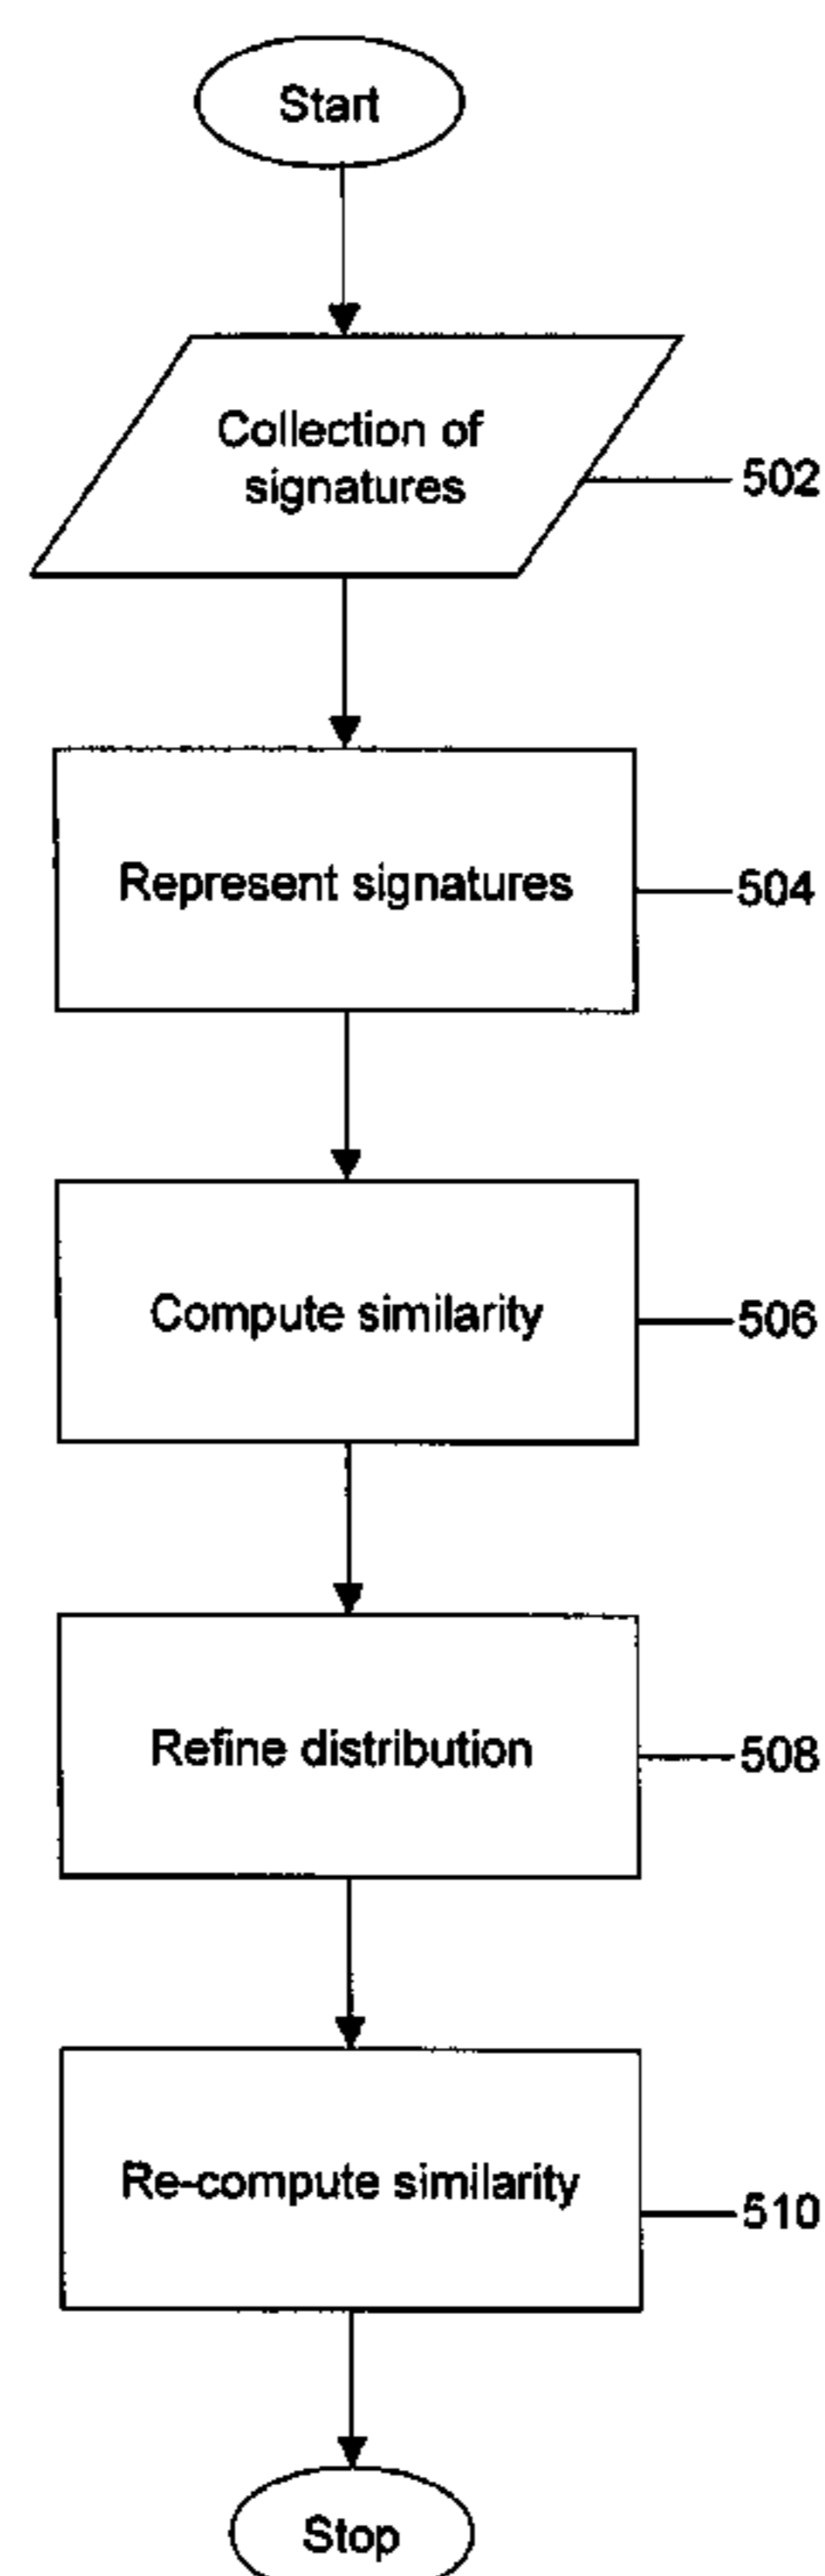 Start
Collection of
signatures
502
Represent signatures
504
Compute similarity
506
Refine distribution
508
Re-compute similarity
510
Stop